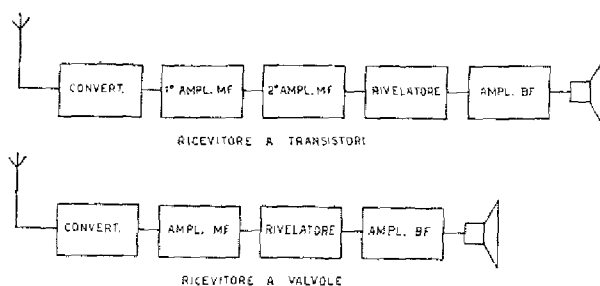 CONVERT. 1° AMPL. MF 2° AMPL. MF RIVELATORE AMPL. BF
RICEVITORE A TRANSISTORI
CONVERT. AMPL. MF RIVELATORE AMPL. BF
RICEVITORE A VALVOLE